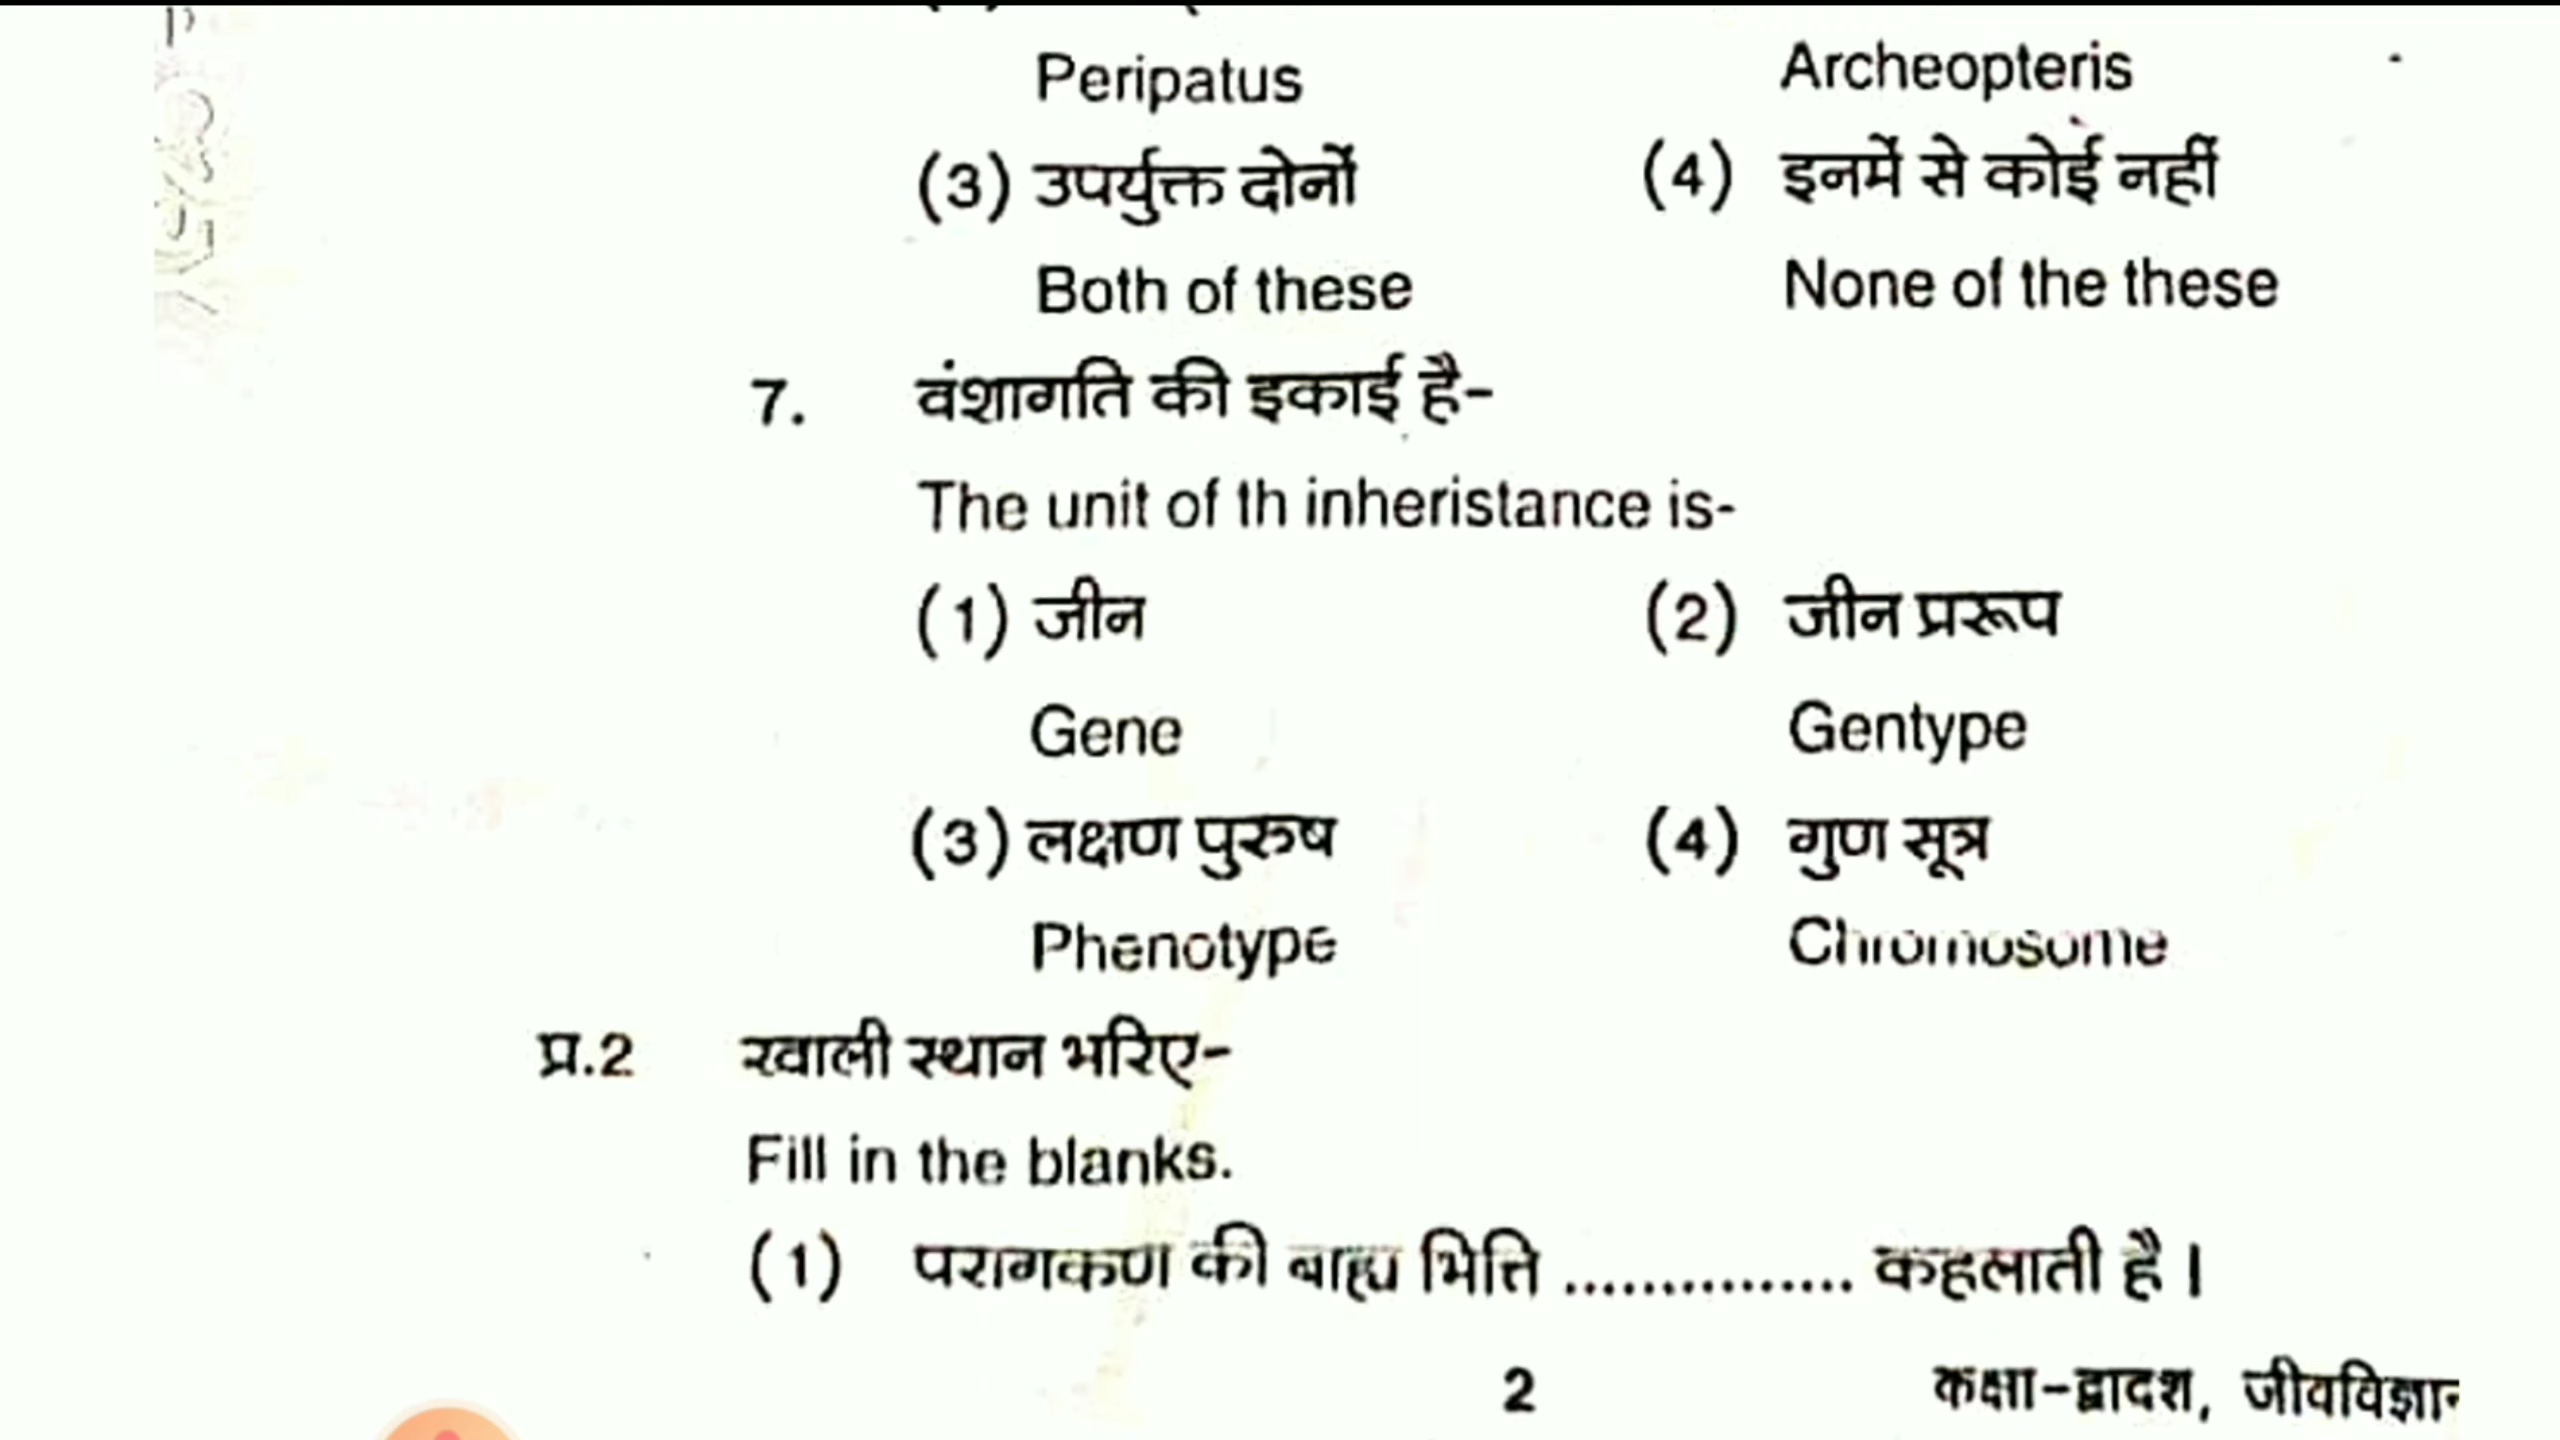 Peripatus Archeopteris
(3) उपर्युक्त दोनों (4) इनमें से कोई नहीं
Both of these None of the these
7. वंशागति की इकाई है-
The unit of th inheristance is-
(1) जीन (2) जीन प्ररूप
Gene Gentype
(3) लक्षण पुरुष (4) गुण सूत्र
Phenotype Chromosome
प्र.2 खाली स्थान भरिए-
Fill in the blanks.
(1) परागकण की बाह्य भित्ति ............... कहलाती है।
2 कक्षा-द्वादश,